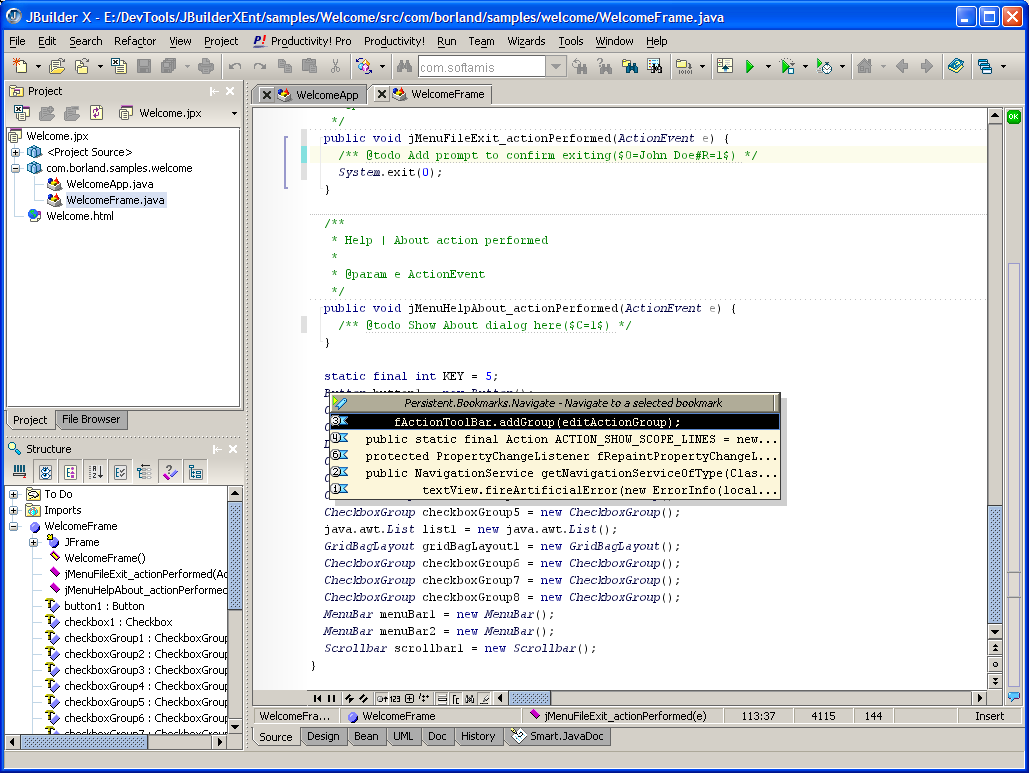 JBuilder X - E:/DevTools/JBuilderXEnt/samples/Welcome/src/com/borland/samples/welcome/WelcomeFrame.java
File Edit Search Refactor View Project P! Productivity! Pro Productivity! Run Team Wizards Tools Window Help
com.softamis
Project
Welcome.jpx
Welcome.jpx
<Project Source>
com.borland.samples.welcome
WelcomeApp.java
WelcomeFrame.java
Welcome.html
Project File Browser
Structure
To Do
Imports
WelcomeFrame
JFrame
WelcomeFrame()
jMenuFileExit_actionPerformed(Ac
jMenuHelpAbout_actionPerformed
button1 : Button
checkbox1 : Checkbox
checkboxGroup1 : CheckboxGroup
checkboxGroup2 : CheckboxGroup
checkboxGroup3 : CheckboxGroup
checkboxGroup4 : CheckboxGroup
checkboxGroup5 : CheckboxGroup
checkboxGroup6 : CheckboxGroup
WelcomeApp WelcomeFrame
*/
public void jMenuFileExit_actionPerformed(ActionEvent e) {
/** @todo Add prompt to confirm exiting($O=John Doe#R=1$) */
System.exit(0);
}
/**
* Help | About action performed
*
* @param e ActionEvent
*/
public void jMenuHelpAbout_actionPerformed(ActionEvent e) {
/** @todo Show About dialog here($C=1$) */
}
static final int KEY = 5;
Persistent.Bookmarks.Navigate - Navigate to a selected bookmark
3 fActionToolBar.addGroup(editActionGroup);
4 public static final Action ACTION_SHOW_SCOPE_LINES = new...
6 protected PropertyChangeListener fRepaintPropertyChangeL...
2 public NavigationService getNavigationServiceOfType(Clas...
1 textView.fireArtificialError(new ErrorInfo(local...
CheckboxGroup checkboxGroup5 = new CheckboxGroup();
java.awt.List list1 = new java.awt.List();
GridBagLayout gridBagLayout1 = new GridBagLayout();
CheckboxGroup checkboxGroup6 = new CheckboxGroup();
CheckboxGroup checkboxGroup7 = new CheckboxGroup();
CheckboxGroup checkboxGroup8 = new CheckboxGroup();
MenuBar menuBar1 = new MenuBar();
MenuBar menuBar2 = new MenuBar();
Scrollbar scrollbar1 = new Scrollbar();
}
OK
WelcomeFra... WelcomeFrame jMenuFileExit_actionPerformed(e) 113:37 4115 144 Insert
Source Design Bean UML Doc History Smart.JavaDoc